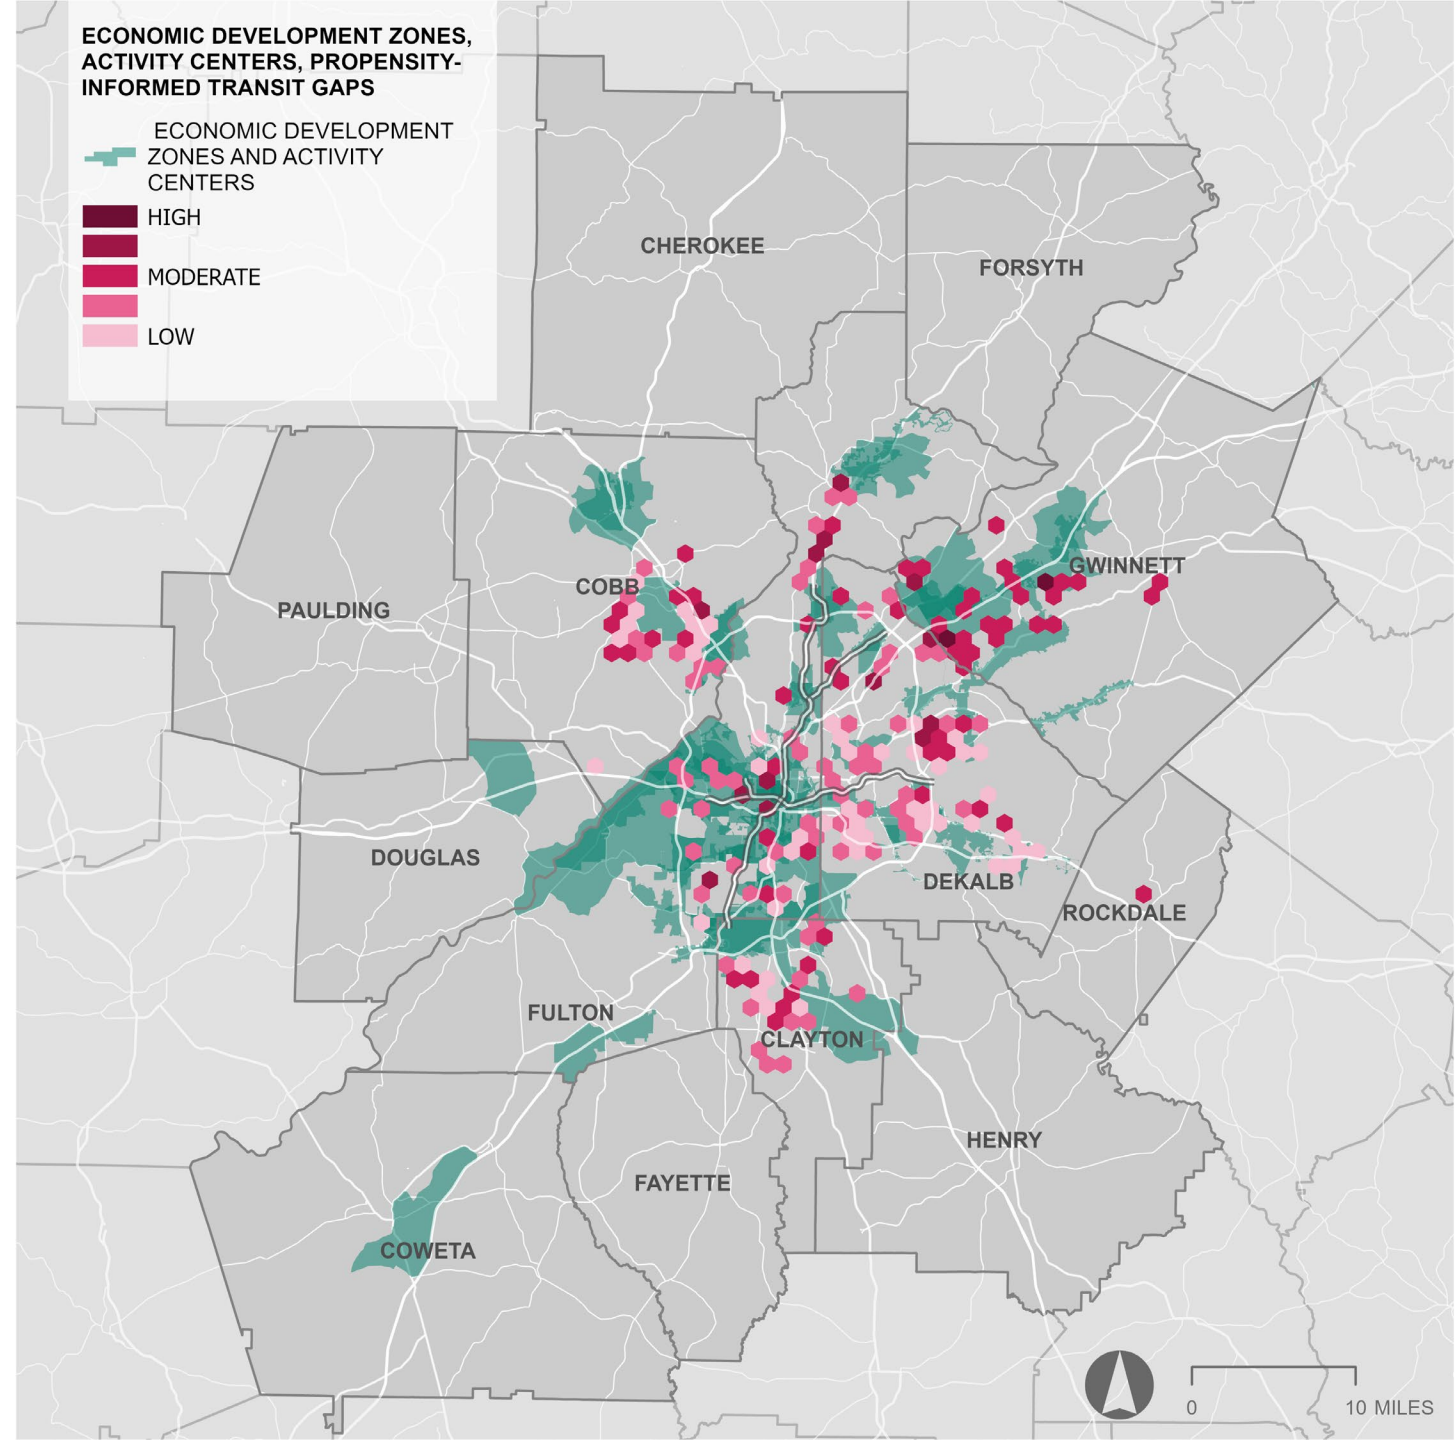 ECONOMIC DEVELOPMENT ZONES,
ACTIVITY CENTERS, PROPENSITY-
INFORMED TRANSIT GAPS
ECONOMIC DEVELOPMENT
ZONES AND ACTIVITY
CENTERS
HIGH
MODERATE
LOW
CHEROKEE
FORSYTH
GWINNETT
COBB
PAULDING
DOUGLAS
DEKALB
ROCKDALE
FULTON
CLAYTON
HENRY
FAYETTE
COWETA
0 10 MILES